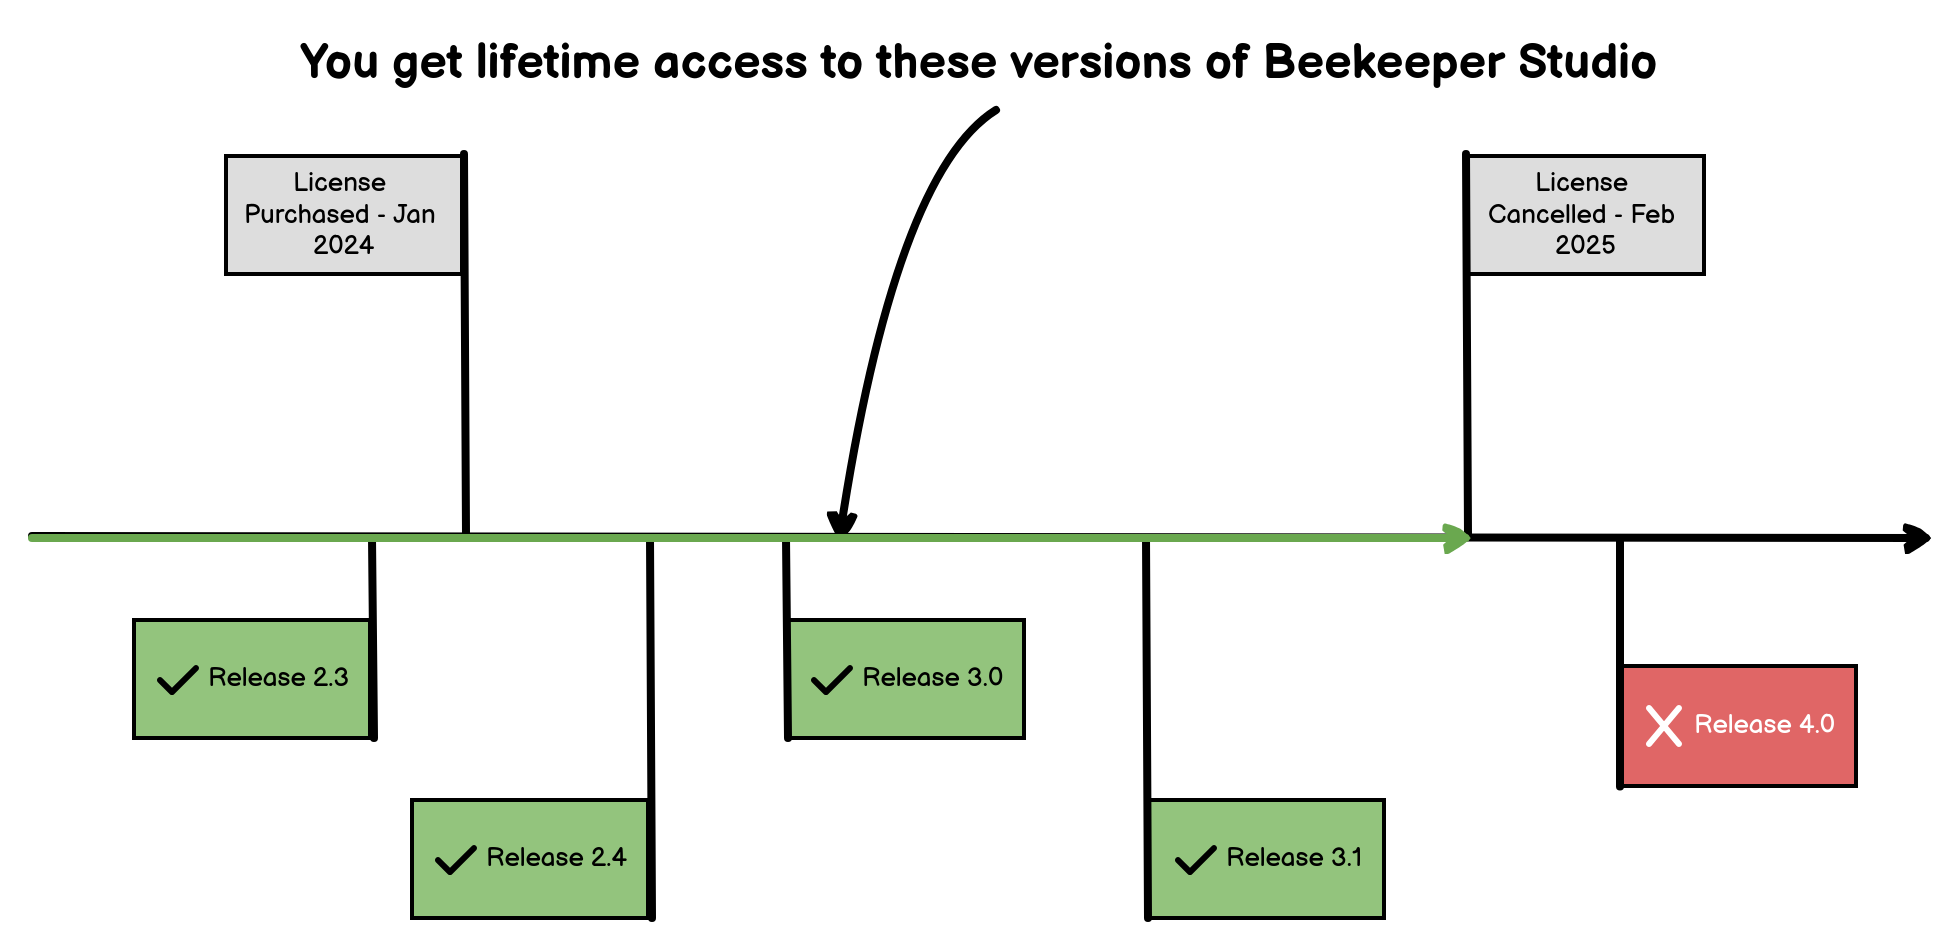 You get lifetime access to these versions of Beekeeper Studio
License
Purchased - Jan
2024
License
Cancelled - Feb
2025
Release 2.3
Release 3.0
Release 4.0
Release 2.4
Release 3.1